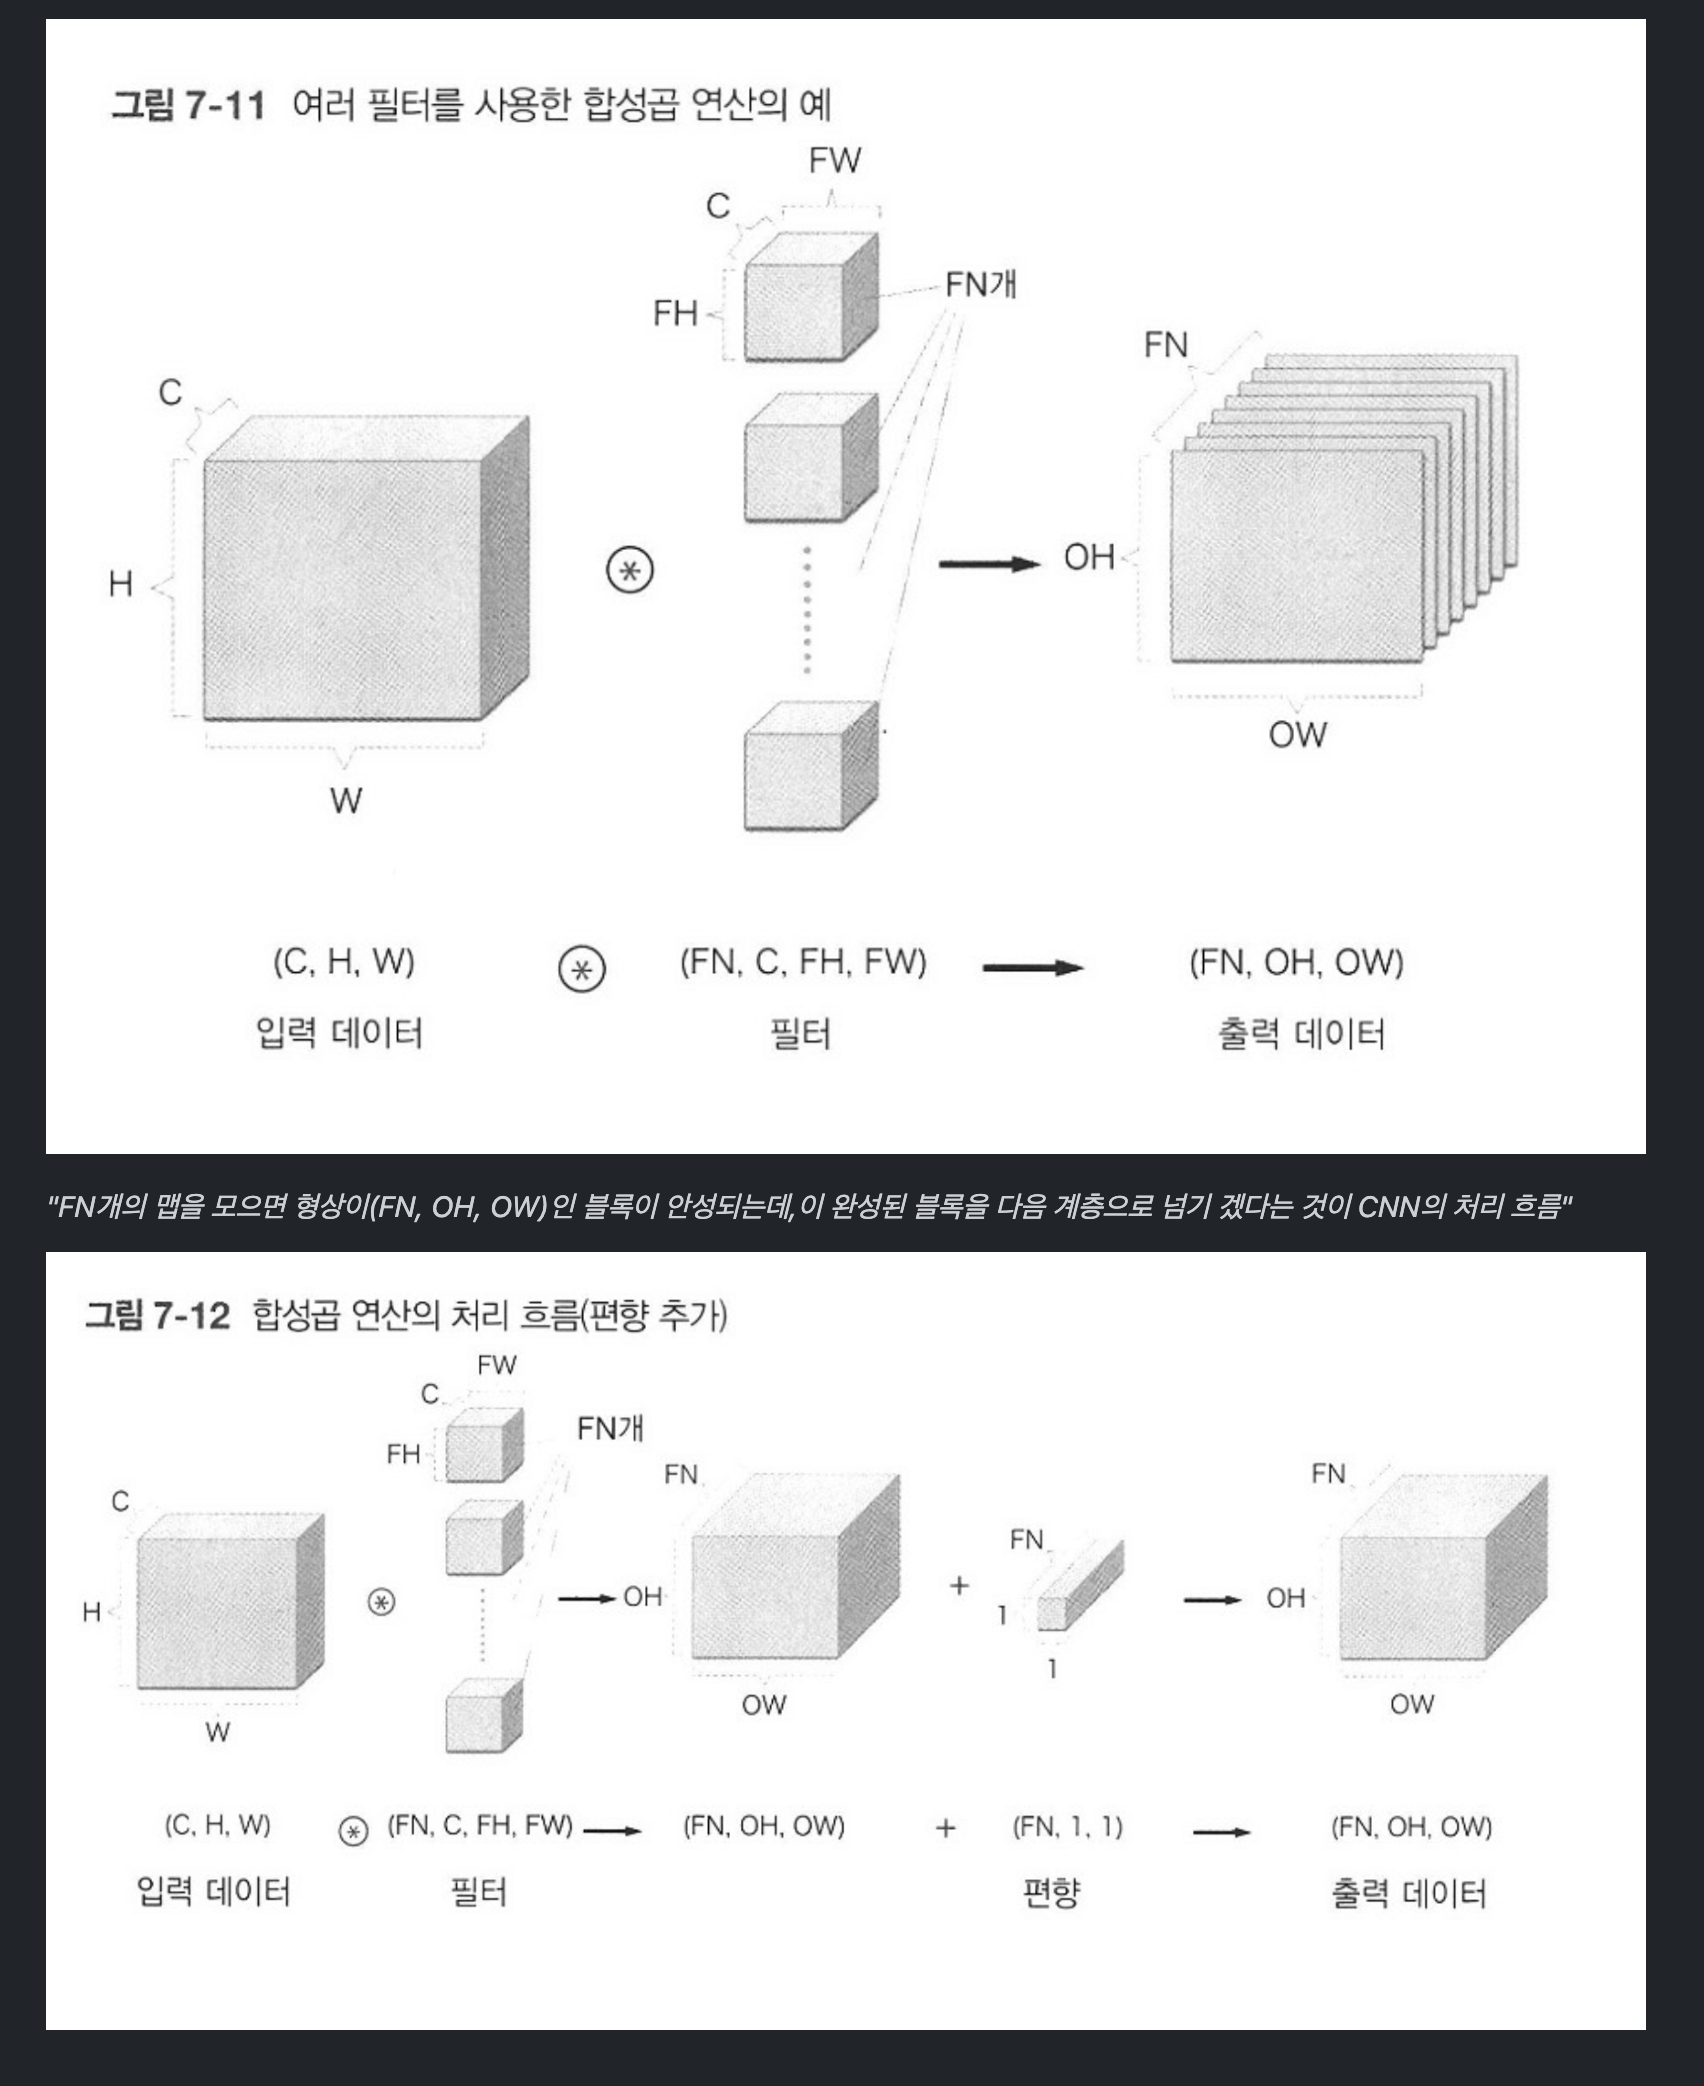 그림 7-11 여러 필터를 사용한 합성곱 연산의 예
FW
C
FH
FN개
C
H
W
FN
OH
OW
(C, H, W) ⊛ (FN, C, FH, FW) → (FN, OH, OW)
입력 데이터 필터 출력 데이터
"FN개의 맵을 모으면 형상이(FN, OH, OW)인 블록이 안성되는데,이 완성된 블록을 다음 계층으로 넘기 겠다는 것이 CNN의 처리 흐름"
그림 7-12 합성곱 연산의 처리 흐름(편향 추가)
FW
C
FH
FN개
C
H
W
⊛
FN
OH
OW
+
FN
1
1
FN
OH
OW
(C, H, W) ⊛ (FN, C, FH, FW) → (FN, OH, OW) + (FN, 1, 1) → (FN, OH, OW)
입력 데이터 필터 편향 출력 데이터